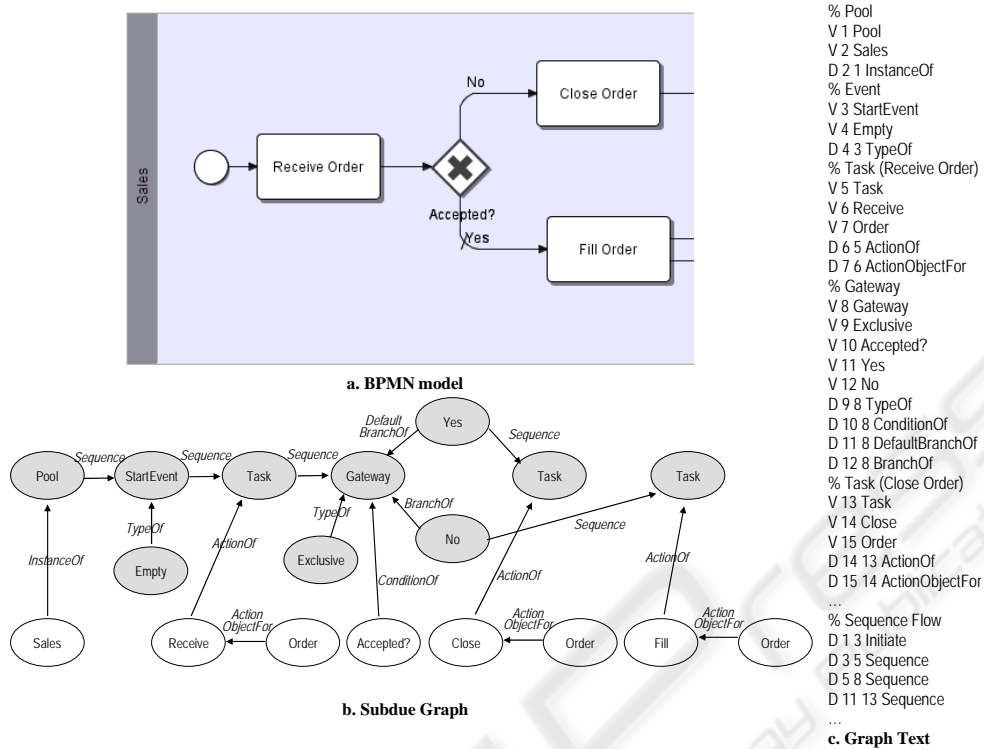 No
Close Order
Receive Order
Sales
Accepted?
Yes
Fill Order
a. BPMN model
Default
BranchOf
Yes
Sequence
Sequence
Sequence
Sequence
Pool
StartEvent
Task
Gateway
Task
Task
TypeOf
TypeOf
BranchOf
No
Sequence
ActionOf
InstanceOf
Empty
Exclusive
ConditionOf
ActionOf
ActionOf
Action
ObjectFor
Action
ObjectFor
Action
ObjectFor
Sales
Receive
Order
Accepted?
Close
Order
Fill
Order
b. Subdue Graph
% Pool
V 1 Pool
V 2 Sales
D 2 1 InstanceOf
% Event
V 3 StartEvent
V 4 Empty
D 4 3 TypeOf
% Task (Receive Order)
V 5 Task
V 6 Receive
V 7 Order
D 6 5 ActionOf
D 7 6 ActionObjectFor
% Gateway
V 8 Gateway
V 9 Exclusive
V 10 Accepted?
V 11 Yes
V 12 No
D 9 8 TypeOf
D 10 8 ConditionOf
D 11 8 DefaultBranchOf
D 12 8 BranchOf
% Task (Close Order)
V 13 Task
V 14 Close
V 15 Order
D 14 13 ActionOf
D 15 14 ActionObjectFor
...
% Sequence Flow
D 1 3 Initiate
D 3 5 Sequence
D 5 8 Sequence
D 11 13 Sequence
...
c. Graph Text